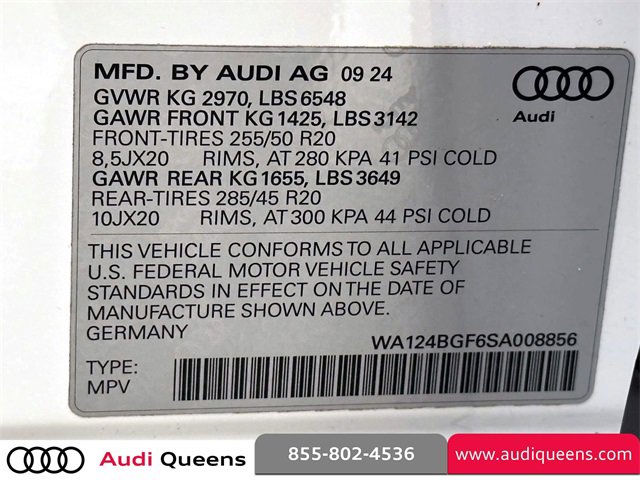 MFD. BY AUDI AG 09 24
GVWR KG 2970, LBS 6548
GAWR FRONT KG 1425, LBS 3142
FRONT-TIRES 255/50 R20
8,5JX20 RIMS, AT 280 KPA 41 PSI COLD
GAWR REAR KG 1655, LBS 3649
REAR-TIRES 285/45 R20
10JX20 RIMS, AT 300 KPA 44 PSI COLD
Audi
THIS VEHICLE CONFORMS TO ALL APPLICABLE
U.S. FEDERAL MOTOR VEHICLE SAFETY
STANDARDS IN EFFECT ON THE DATE OF
MANUFACTURE SHOWN ABOVE.
GERMANY WA124BGF6SA008856
TYPE:
MPV
Audi Queens 855-802-4536 www.audiqueens.com